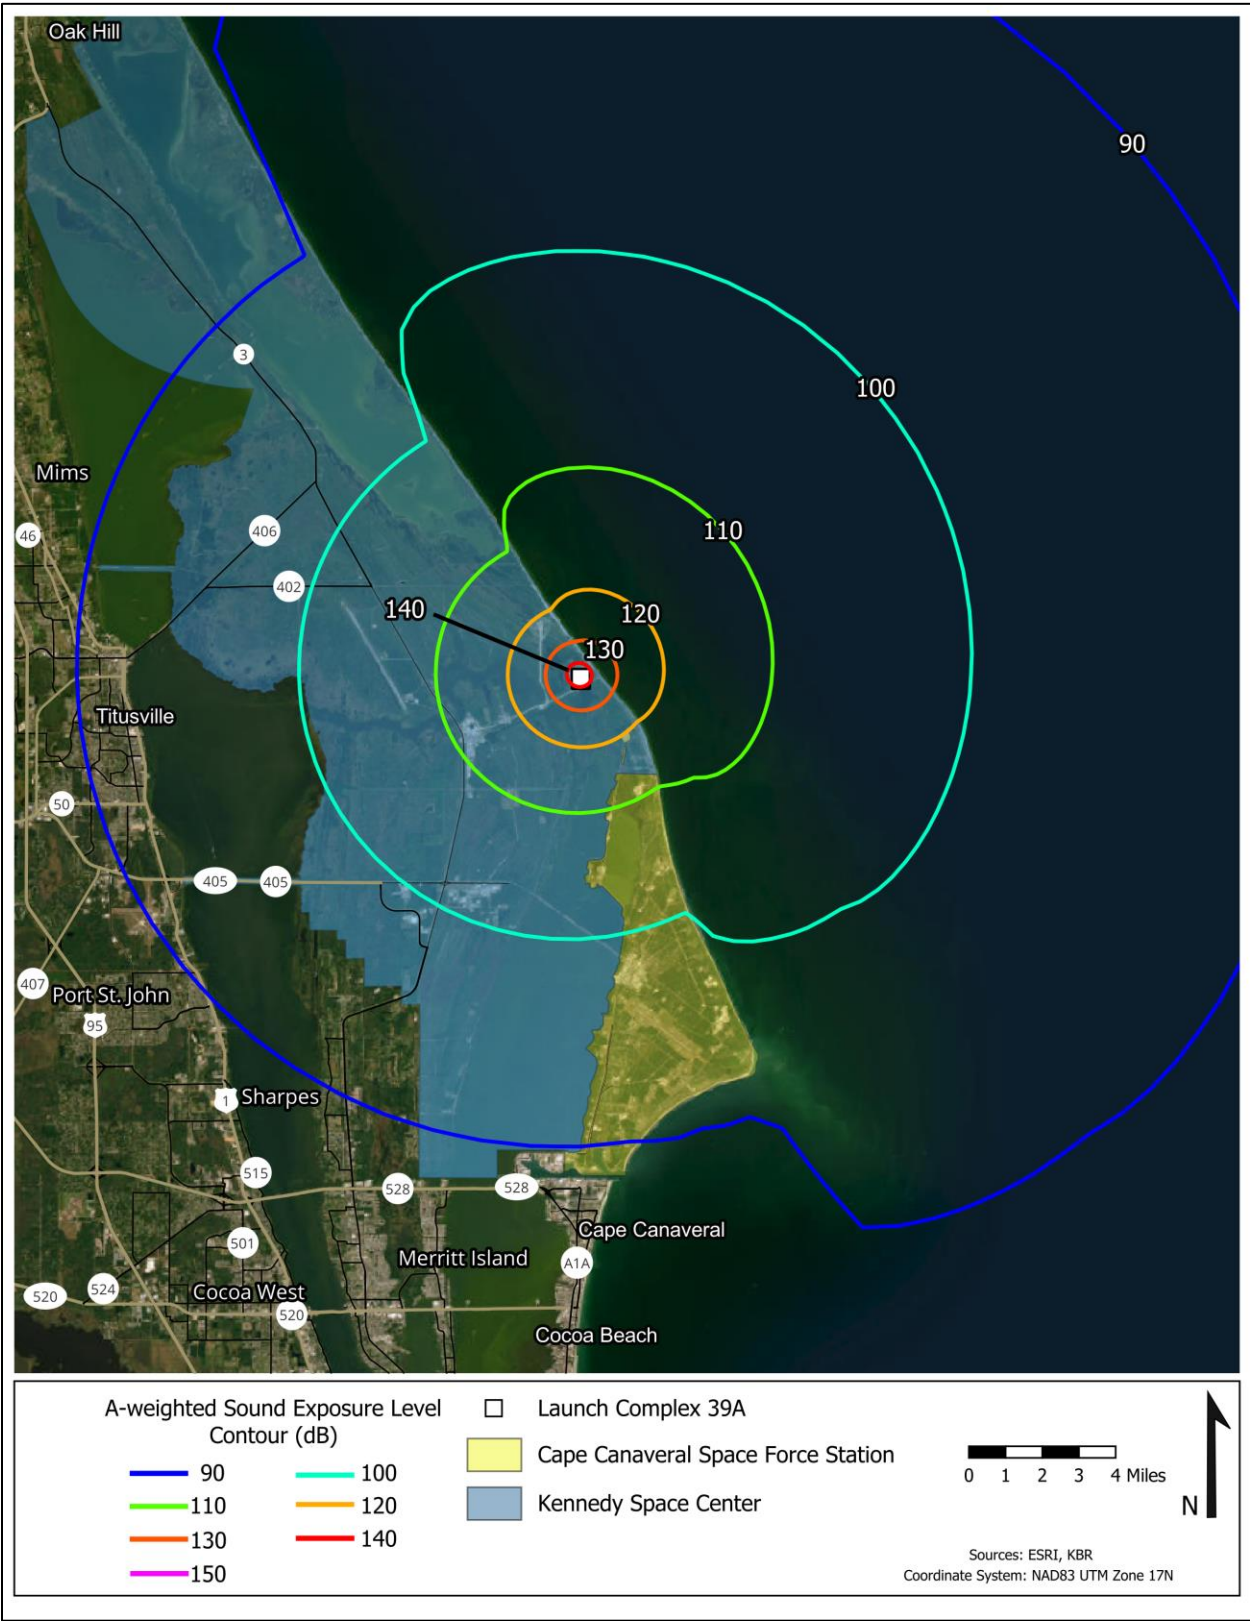 Oak Hill
90
3
100
Mims
110
46
406
402
140
120
130
Titusville
50
405
405
407
Port St. John
95
1
Sharpes
515
528
528
Cape Canaveral
501
Merritt Island
A1A
524
520
Cocoa West
520
Cocoa Beach
A-weighted Sound Exposure Level
Contour (dB)
90
100
110
120
130
140
150
Launch Complex 39A
Cape Canaveral Space Force Station
Kennedy Space Center
0 1 2 3 4 Miles
N
Sources: ESRI, KBR
Coordinate System: NAD83 UTM Zone 17N